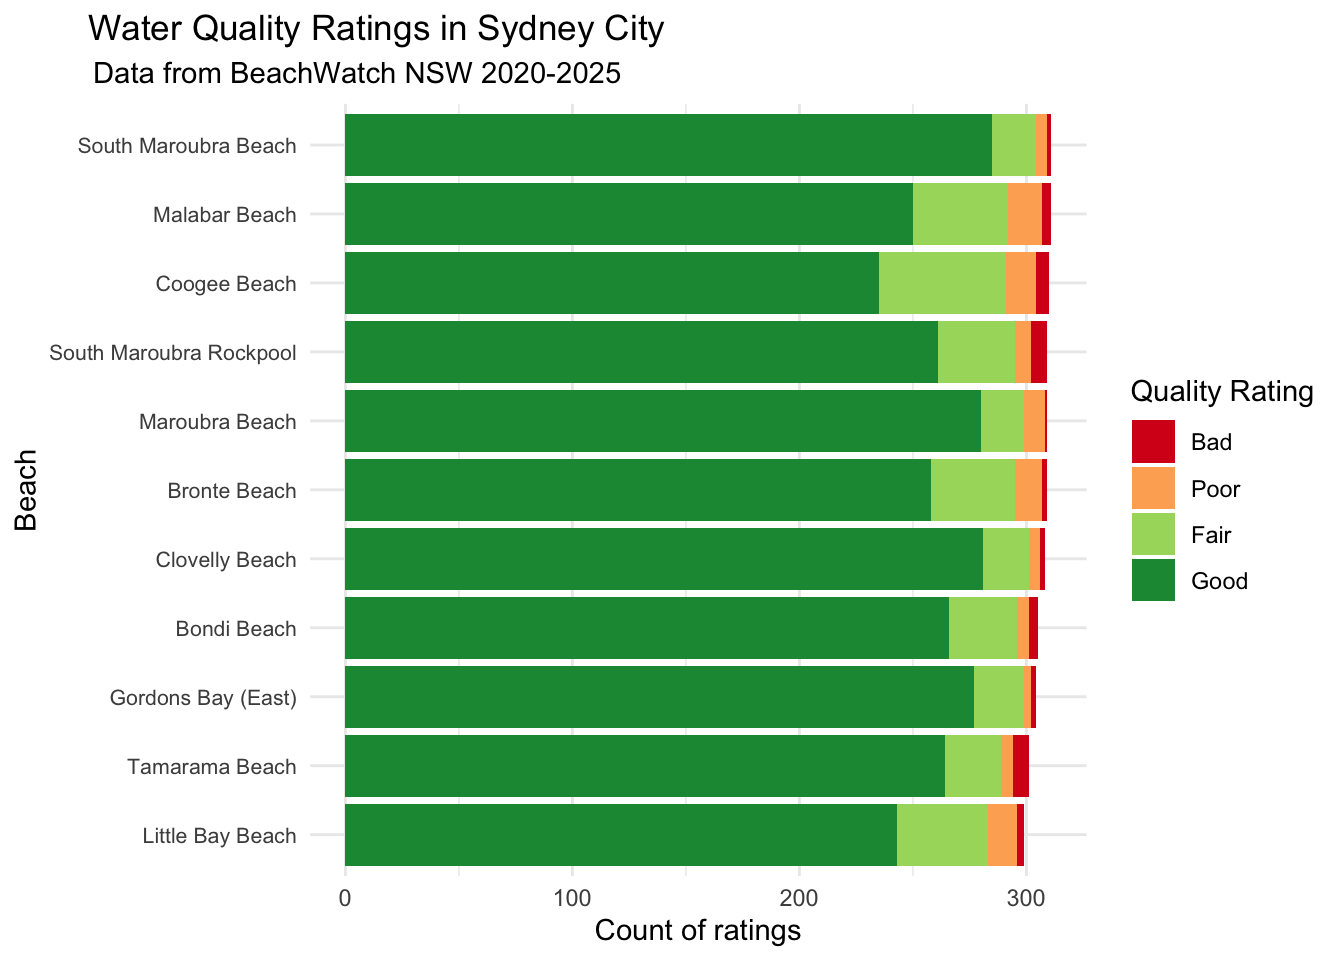 Water Quality Ratings in Sydney City
Data from BeachWatch NSW 2020-2025
Beach
South Maroubra Beach
Malabar Beach
Coogee Beach
South Maroubra Rockpool
Maroubra Beach
Bronte Beach
Clovelly Beach
Bondi Beach
Gordons Bay (East)
Tamarama Beach
Little Bay Beach
0 100 200 300
Count of ratings
Quality Rating
Bad
Poor
Fair
Good